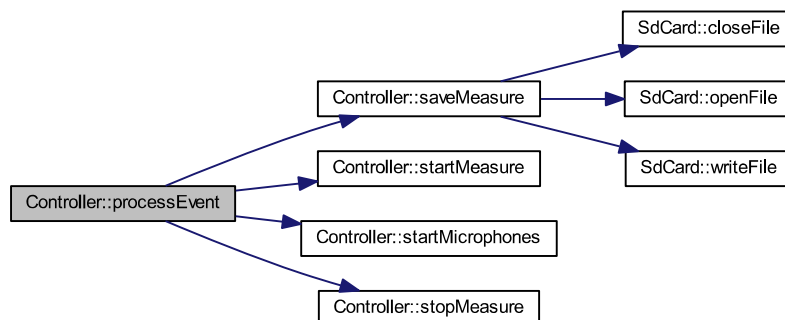 SdCard::closeFile
Controller::saveMeasure
SdCard::openFile
SdCard::writeFile
Controller::startMeasure
Controller::processEvent
Controller::startMicrophones
Controller::stopMeasure